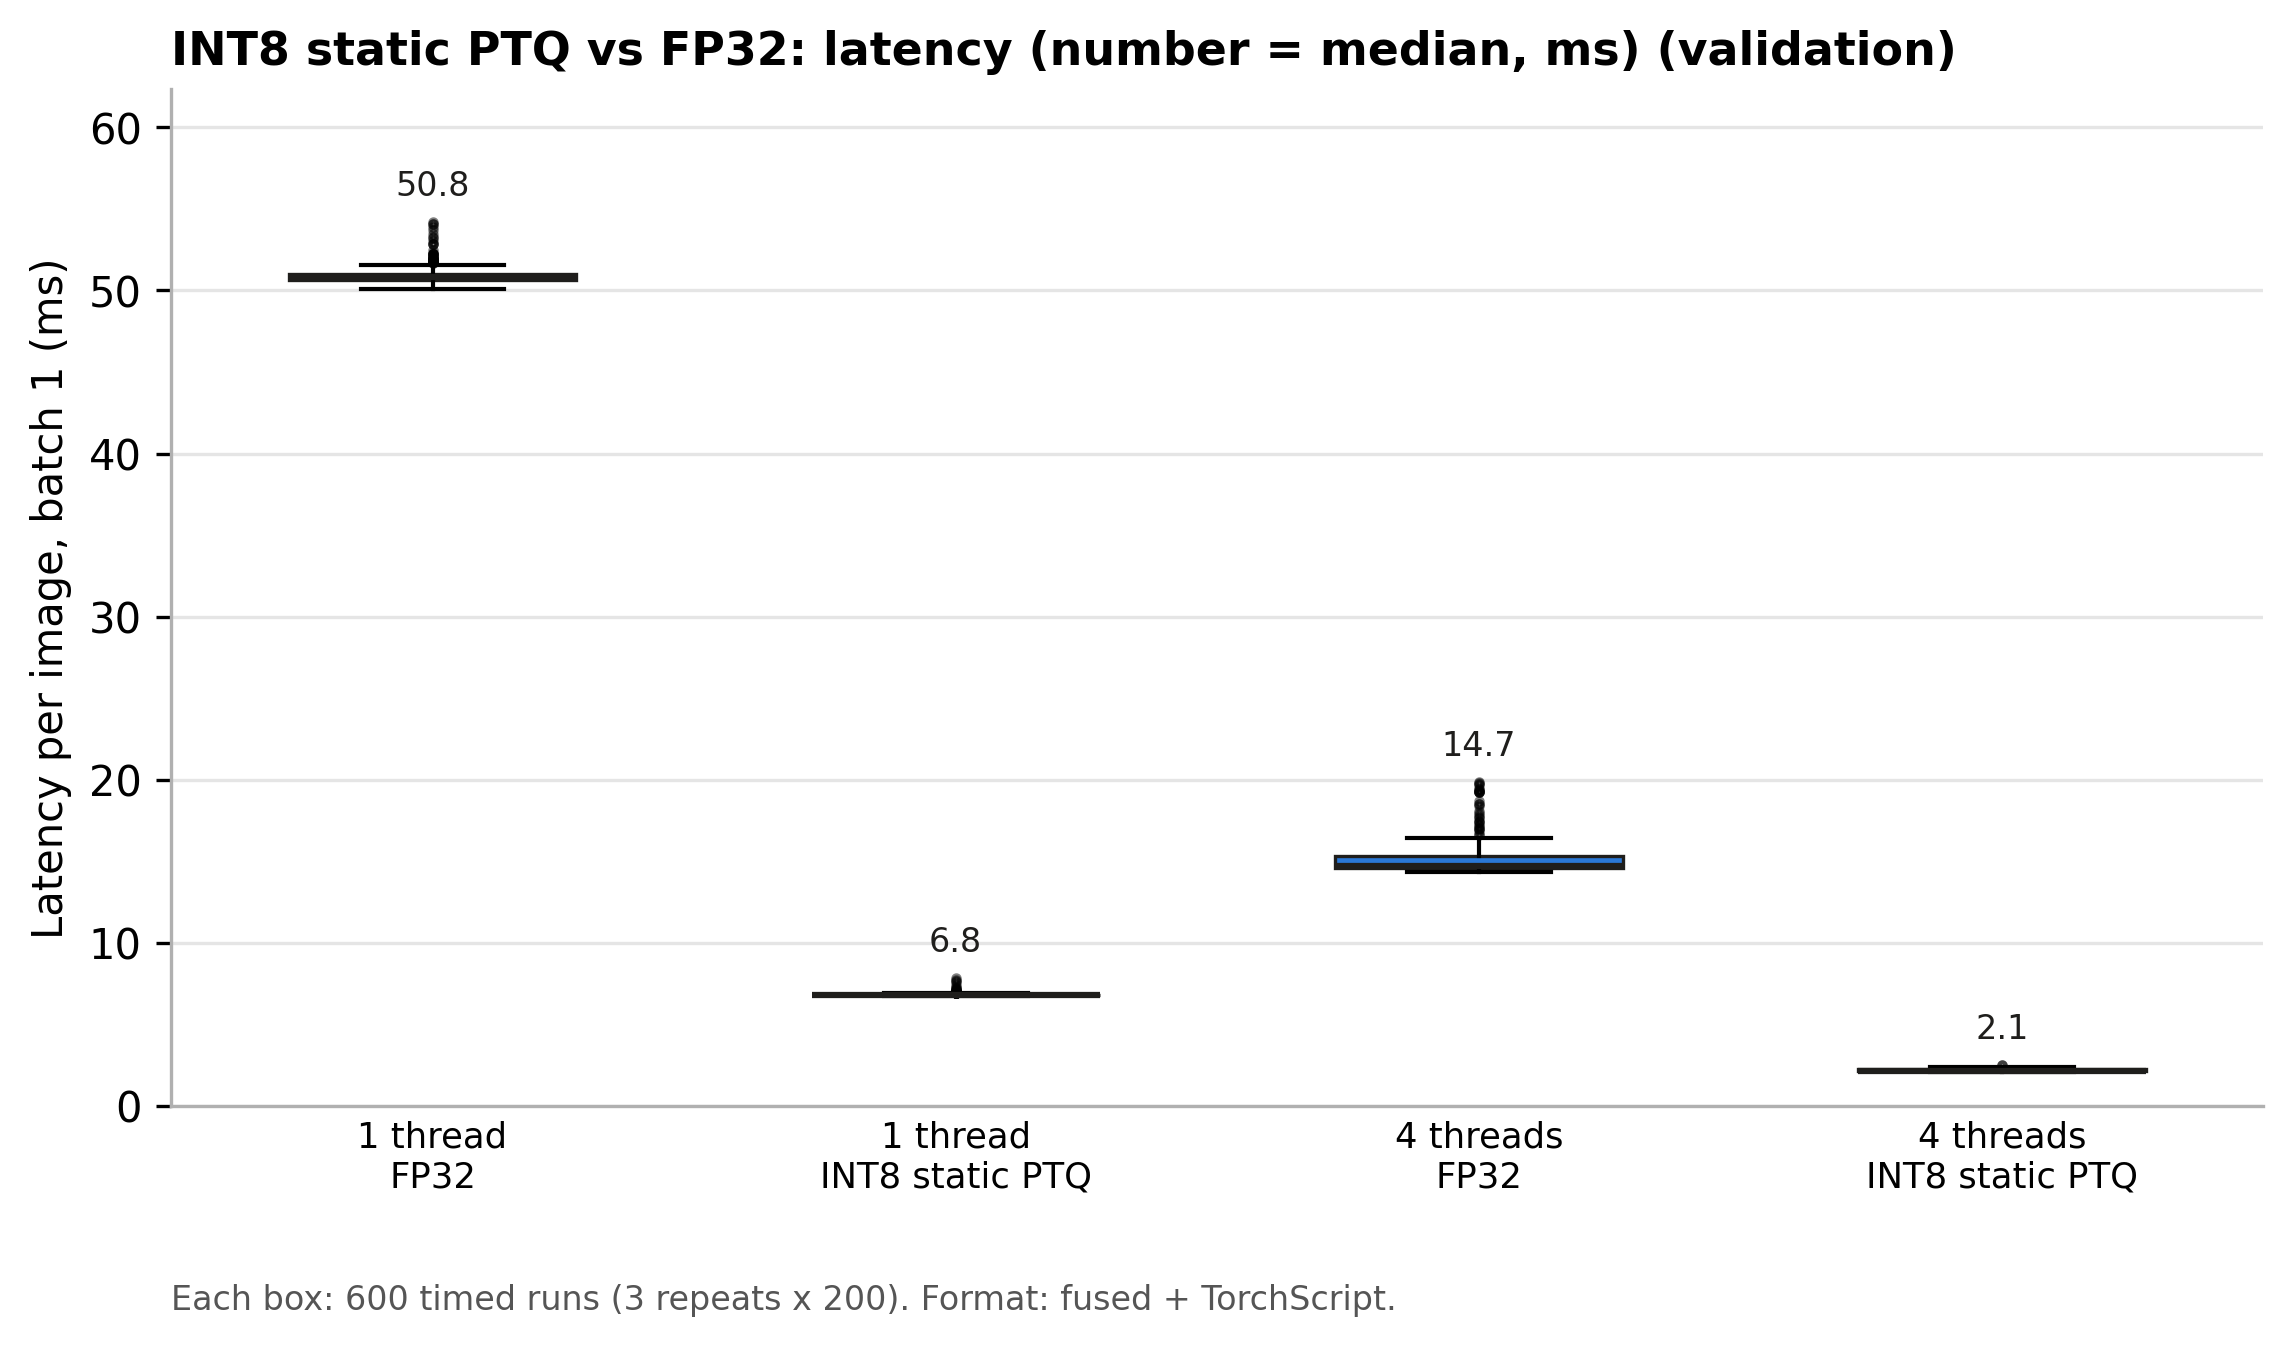 INT8 static PTQ vs FP32: latency (number = median, ms) (validation)
Latency per image, batch 1 (ms)
60
50
40
30
20
10
0
50.8
6.8
14.7
2.1
1 thread
FP32
1 thread
INT8 static PTQ
4 threads
FP32
4 threads
INT8 static PTQ
Each box: 600 timed runs (3 repeats x 200). Format: fused + TorchScript.